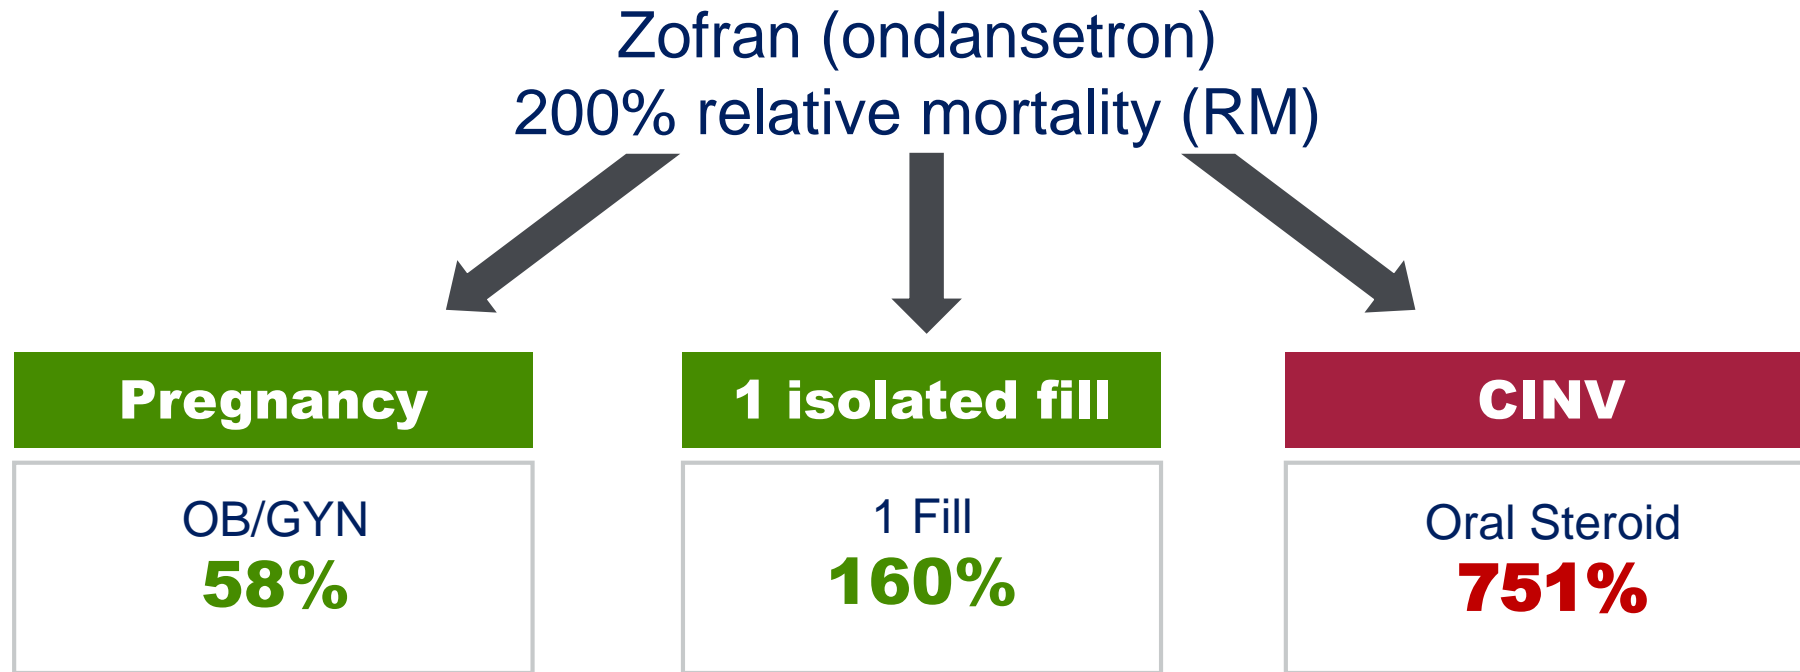 Zofran (ondansetron)
200% relative mortality (RM)
Pregnancy
OB/GYN
58%
1 isolated fill
1 Fill
160%
CINV
Oral Steroid
751%